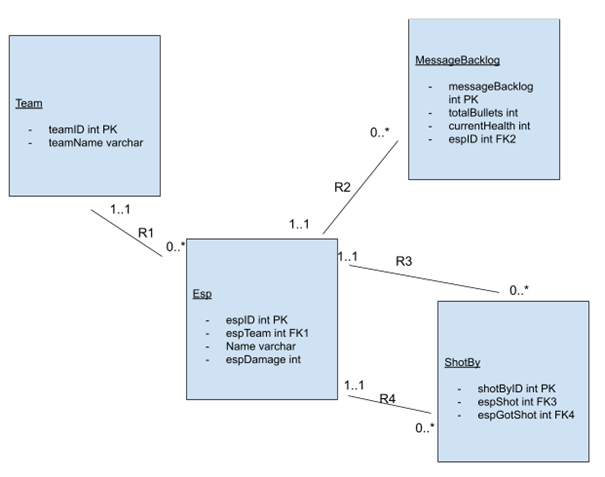 Team
- teamID int PK
- teamName varchar
MessageBacklog
- messageBacklog
int PK
- totalBullets int
- currentHealth int
- espID int FK2
0..*
R2
1..1
1..1
R1
0..*
Esp
- espID int PK
- espTeam int FK1
- Name varchar
- espDamage int
1..1
R3
0..*
ShotBy
- shotByID int PK
- espShot int FK3
- espGotShot int FK4
1..1
R4
0..*